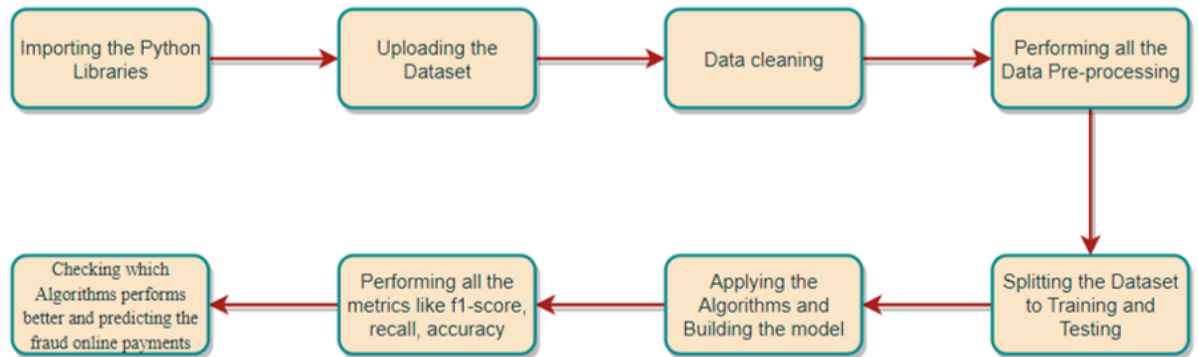 Importing the Python
Libraries
Uploading the
Dataset
Data cleaning
Performing all the
Data Pre-processing
Splitting the Dataset
to Training and
Testing
Applying the
Algorithms and
Building the model
Performing all the
metrics like f1-score,
recall, accuracy
Checking which
Algorithms performs
better and predicting the
fraud online payments